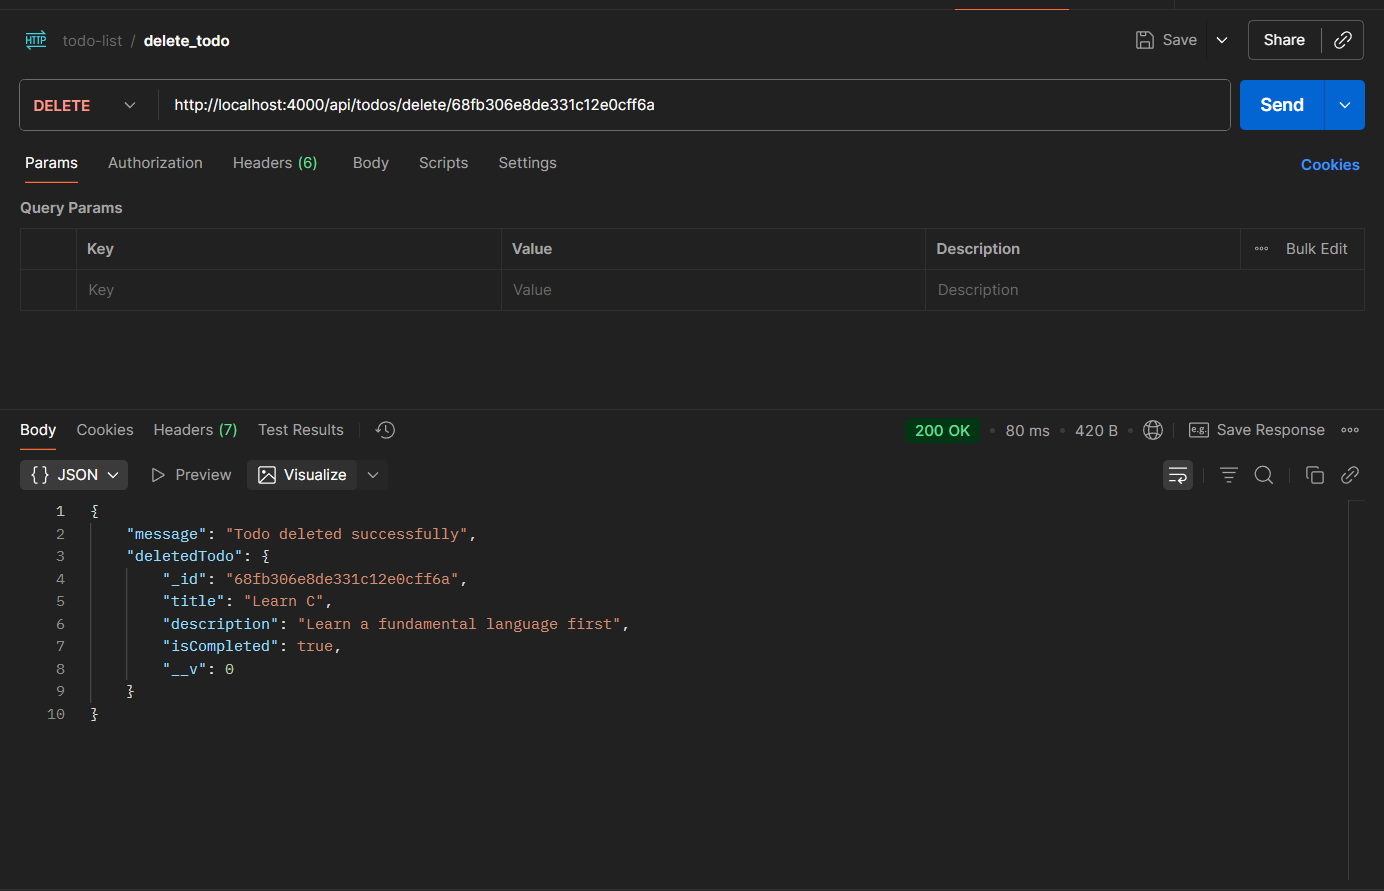 HTTP todo-list / delete_todo Save Share
DELETE http://localhost:4000/api/todos/delete/68fb306e8de331c12e0cff6a Send
Params Authorization Headers (6) Body Scripts Settings Cookies
Query Params
Key Value Description Bulk Edit
Key Value Description
Body Cookies Headers (7) Test Results 200 OK • 80 ms • 420 B • e.g. Save Response
{} JSON Preview Visualize
1 {
2 "message": "Todo deleted successfully",
3 "deletedTodo": {
4 "_id": "68fb306e8de331c12e0cff6a",
5 "title": "Learn C",
6 "description": "Learn a fundamental language first",
7 "isCompleted": true,
8 "__v": 0
9 }
10 }